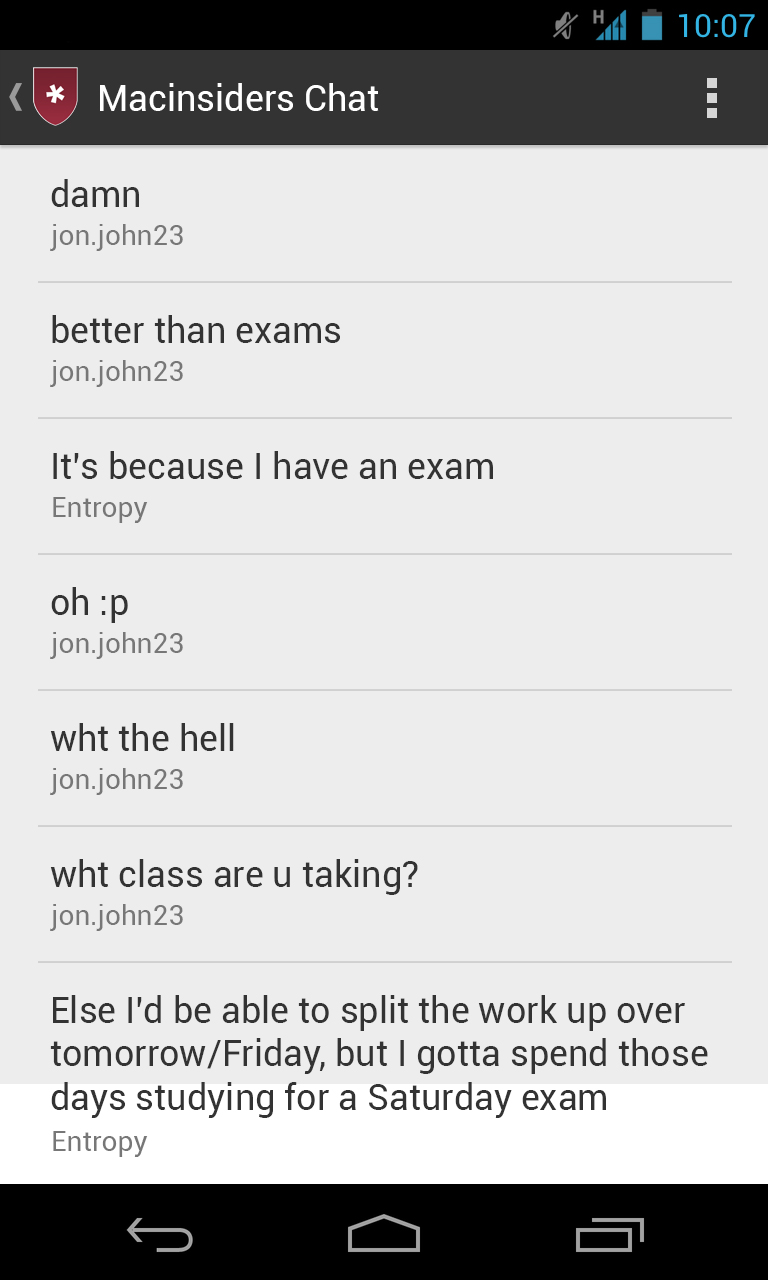 H
10:07
Macinsiders Chat
damn
jon.john23
better than exams
jon.john23
It's because I have an exam
Entropy
oh :p
jon.john23
wht the hell
jon.john23
wht class are u taking?
jon.john23
Else I'd be able to split the work up over
tomorrow/Friday, but I gotta spend those
days studying for a Saturday exam
Entropy